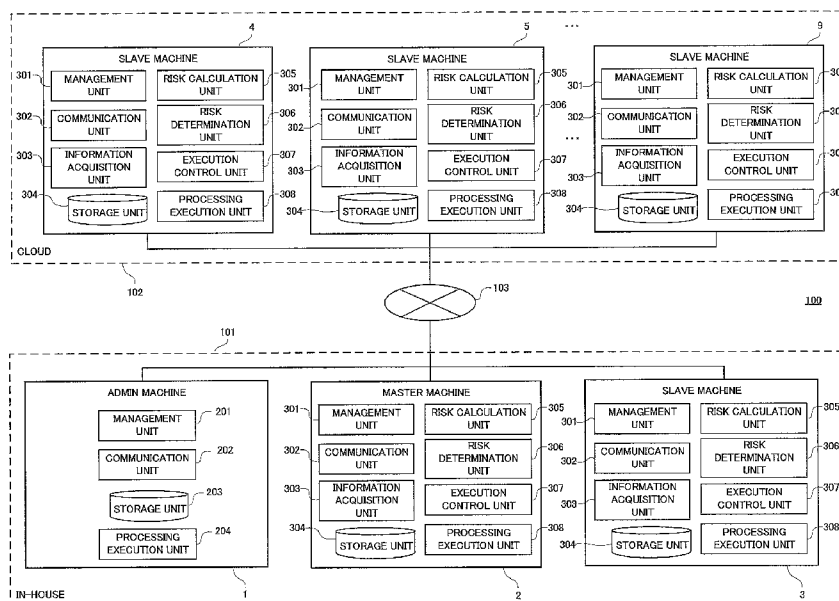 4
5
...
9
SLAVE MACHINE
301
MANAGEMENT
UNIT
RISK CALCULATION
UNIT
305
302
COMMUNICATION
UNIT
RISK
DETERMINATION
UNIT
306
303
INFORMATION
ACQUISITION
UNIT
EXECUTION
CONTROL UNIT
307
304
STORAGE UNIT
PROCESSING
EXECUTION UNIT
308
SLAVE MACHINE
301
MANAGEMENT
UNIT
RISK CALCULATION
UNIT
305
302
COMMUNICATION
UNIT
RISK
DETERMINATION
UNIT
306
303
INFORMATION
ACQUISITION UNIT
EXECUTION
CONTROL UNIT
307
304
STORAGE UNIT
PROCESSING
EXECUTION UNIT
308
...
SLAVE MACHINE
301
MANAGEMENT
UNIT
RISK CALCULATION
UNIT
302
COMMUNICATION
UNIT
RISK
DETERMINATION
UNIT
303
INFORMATION
ACQUISITION UNIT
EXECUTION
CONTROL UNIT
304
STORAGE UNIT
PROCESSING
EXECUTION UNIT
CLOUD
102
103
100
101
ADMIN MACHINE
MANAGEMENT
UNIT
201
COMMUNICATION
UNIT
202
STORAGE
UNIT
203
PROCESSING
EXECUTION UNIT
204
1
MASTER MACHINE
301
MANAGEMENT
UNIT
RISK CALCULATION
UNIT
305
302
COMMUNICATION
UNIT
RISK
DETERMINATION
UNIT
306
303
INFORMATION
ACQUISITION UNIT
EXECUTION
CONTROL UNIT
307
304
STORAGE UNIT
PROCESSING
EXECUTION UNIT
308
2
SLAVE MACHINE
301
MANAGEMENT
UNIT
RISK CALCULATION
UNIT
305
302
COMMUNICATION
UNIT
RISK
DETERMINATION
UNIT
306
303
INFORMATION
ACQUISITION UNIT
EXECUTION
CONTROL UNIT
307
304
STORAGE UNIT
PROCESSING
EXECUTION UNIT
308
3
IN-HOUSE